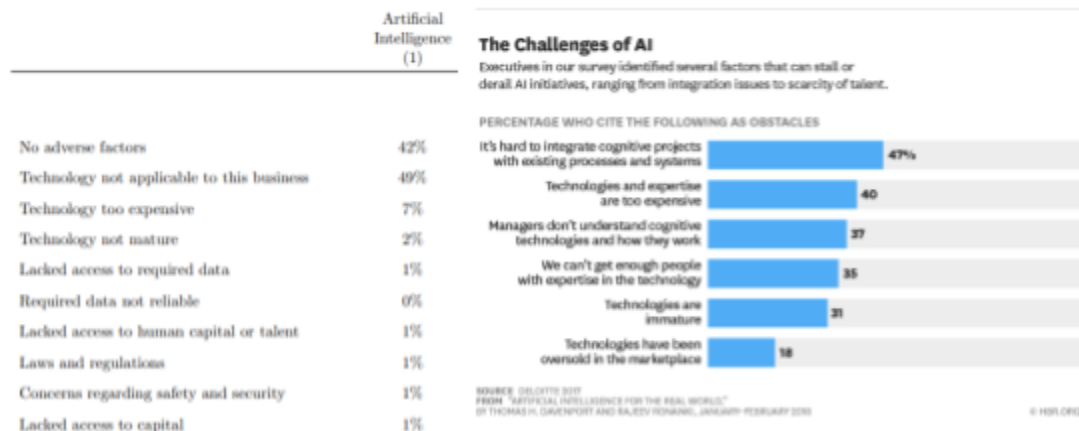 Artificial
Intelligence
(1)
No adverse factors 42%
Technology not applicable to this business 49%
Technology too expensive 7%
Technology not mature 2%
Lacked access to required data 1%
Required data not reliable 0%
Lacked access to human capital or talent 1%
Laws and regulations 1%
Concerns regarding safety and security 1%
Lacked access to capital 1%
The Challenges of AI
Executives in our survey identified several factors that can stall or
derail AI initiatives, ranging from integration issues to scarcity of talent.
PERCENTAGE WHO CITE THE FOLLOWING AS OBSTACLES
It's hard to integrate cognitive projects
with existing processes and systems 47%
Technologies and expertise
are too expensive 40
Managers don't understand cognitive
technologies and how they work 37
We can't get enough people
with expertise in the technology 35
Technologies are
immature 31
Technologies have been
oversold in the marketplace 18
SOURCE DELOITTE 2017
FROM "ARTIFICIAL INTELLIGENCE FOR THE REAL WORLD,"
BY THOMAS H. DAVENPORT AND RAJEEV RONANKI, JANUARY-FEBRUARY 2018
© HBR.ORG